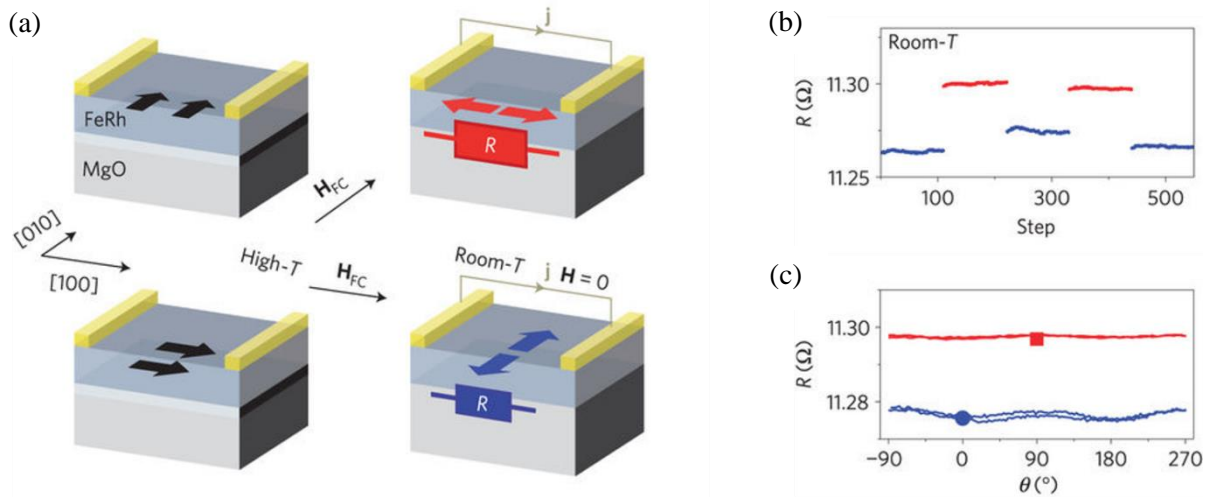 (a)
j
FeRh
R
MgO
H_FC
[010]
High-T
H_FC
Room-T
j H = 0
[100]
R
(b)
Room-T
11.30
R (Ω)
11.25
100
300
500
Step
(c)
11.30
R (Ω)
11.28
−90
0
90
180
270
θ (°)